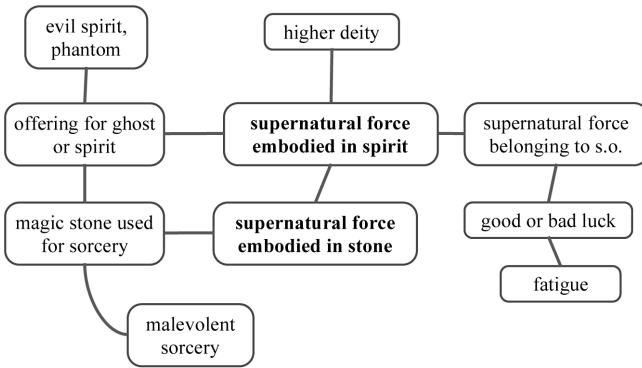 evil spirit,
phantom
higher deity
offering for ghost
or spirit
supernatural force
embodied in spirit
supernatural force
belonging to s.o.
magic stone used
for sorcery
supernatural force
embodied in stone
good or bad luck
fatigue
malevolent
sorcery